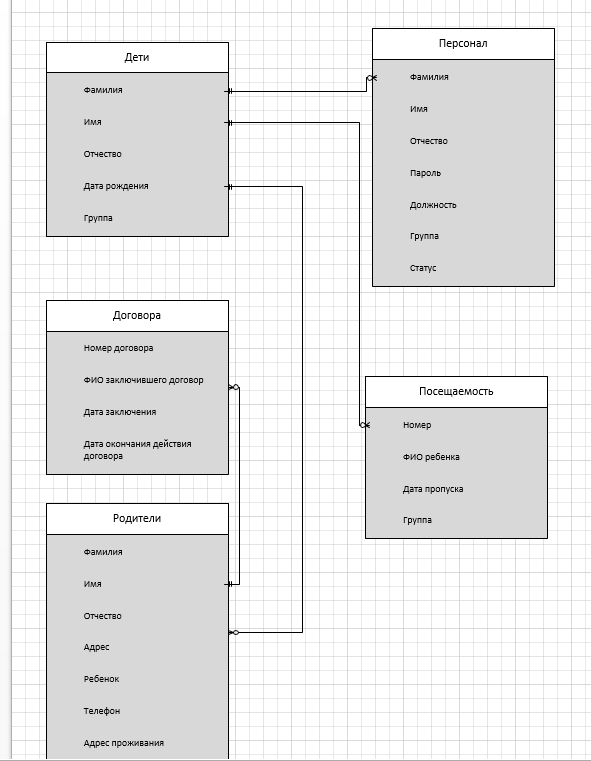 Дети
Фамилия
Имя
Отчество
Дата рождения
Группа
Персонал
Фамилия
Имя
Отчество
Пароль
Должность
Группа
Статус
Договора
Номер договора
ФИО заключившего договор
Дата заключения
Дата окончания действия
договора
Посещаемость
Номер
ФИО ребенка
Дата пропуска
Группа
Родители
Фамилия
Имя
Отчество
Адрес
Ребенок
Телефон
Адрес проживания